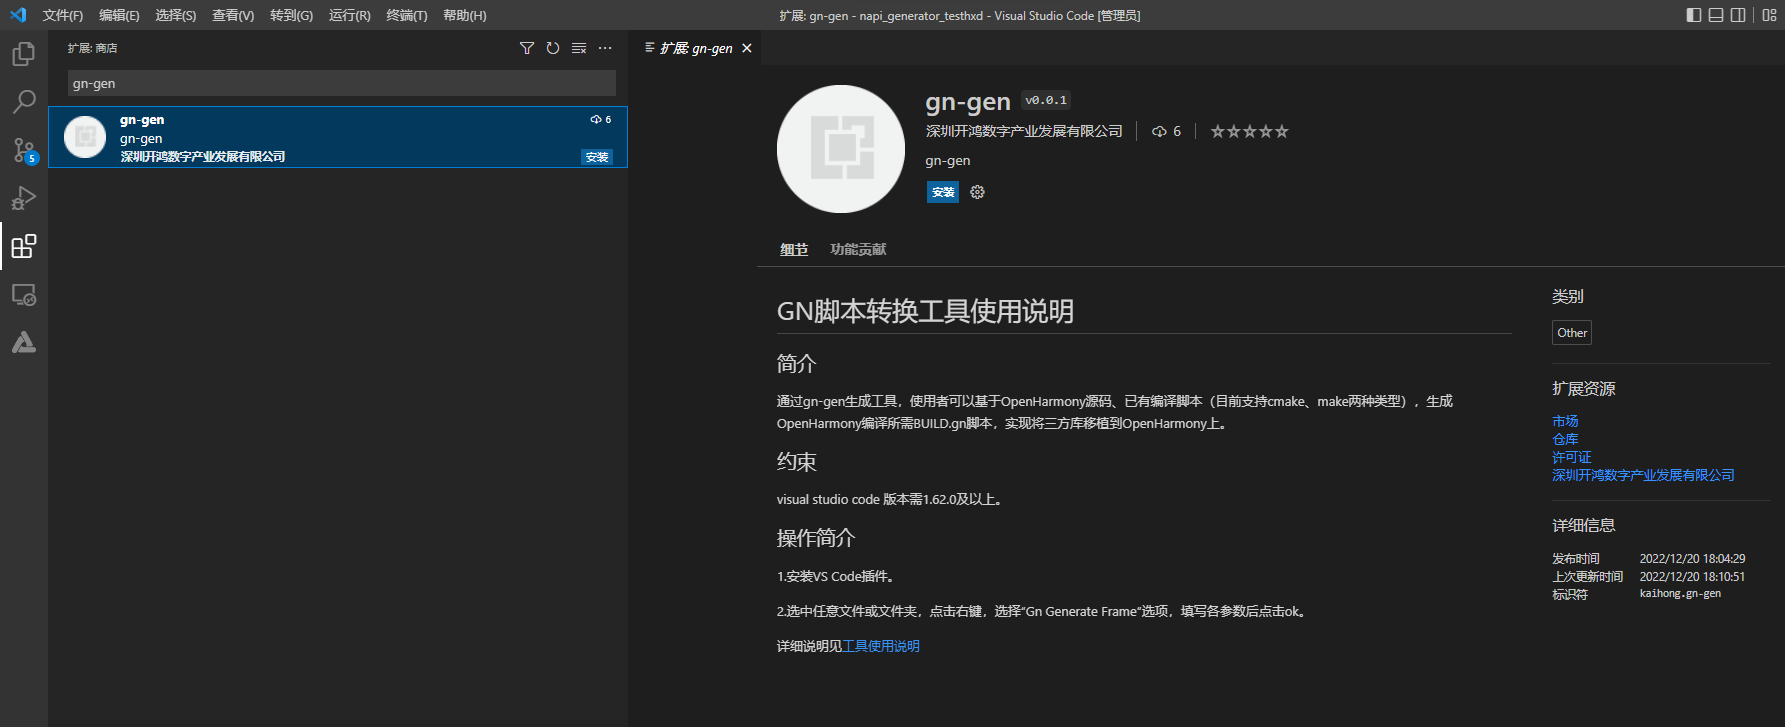 文件(F) 编辑(E) 选择(S) 查看(V) 转到(G) 运行(R) 终端(T) 帮助(H)
扩展: gn-gen - napi_generator_testhxd - Visual Studio Code [管理员]
扩展: 商店
gn-gen
gn-gen
6
gn-gen
深圳开鸿数字产业发展有限公司
安装
5
扩展: gn-gen
gn-gen v0.0.1
深圳开鸿数字产业发展有限公司 6
gn-gen
安装
细节 功能贡献
GN脚本转换工具使用说明
简介
通过gn-gen生成工具，使用者可以基于OpenHarmony源码、已有编译脚本（目前支持cmake、make两种类型），生成
OpenHarmony编译所需BUILD.gn脚本，实现将三方库移植到OpenHarmony上。
约束
visual studio code 版本需1.62.0及以上。
操作简介
1.安装VS Code插件。
2.选中任意文件或文件夹，点击右键，选择“Gn Generate Frame”选项，填写各参数后点击ok。
详细说明见工具使用说明
类别
Other
扩展资源
市场
仓库
许可证
深圳开鸿数字产业发展有限公司
详细信息
发布时间 2022/12/20 18:04:29
上次更新时间 2022/12/20 18:10:51
标识符 kaihong.gn-gen